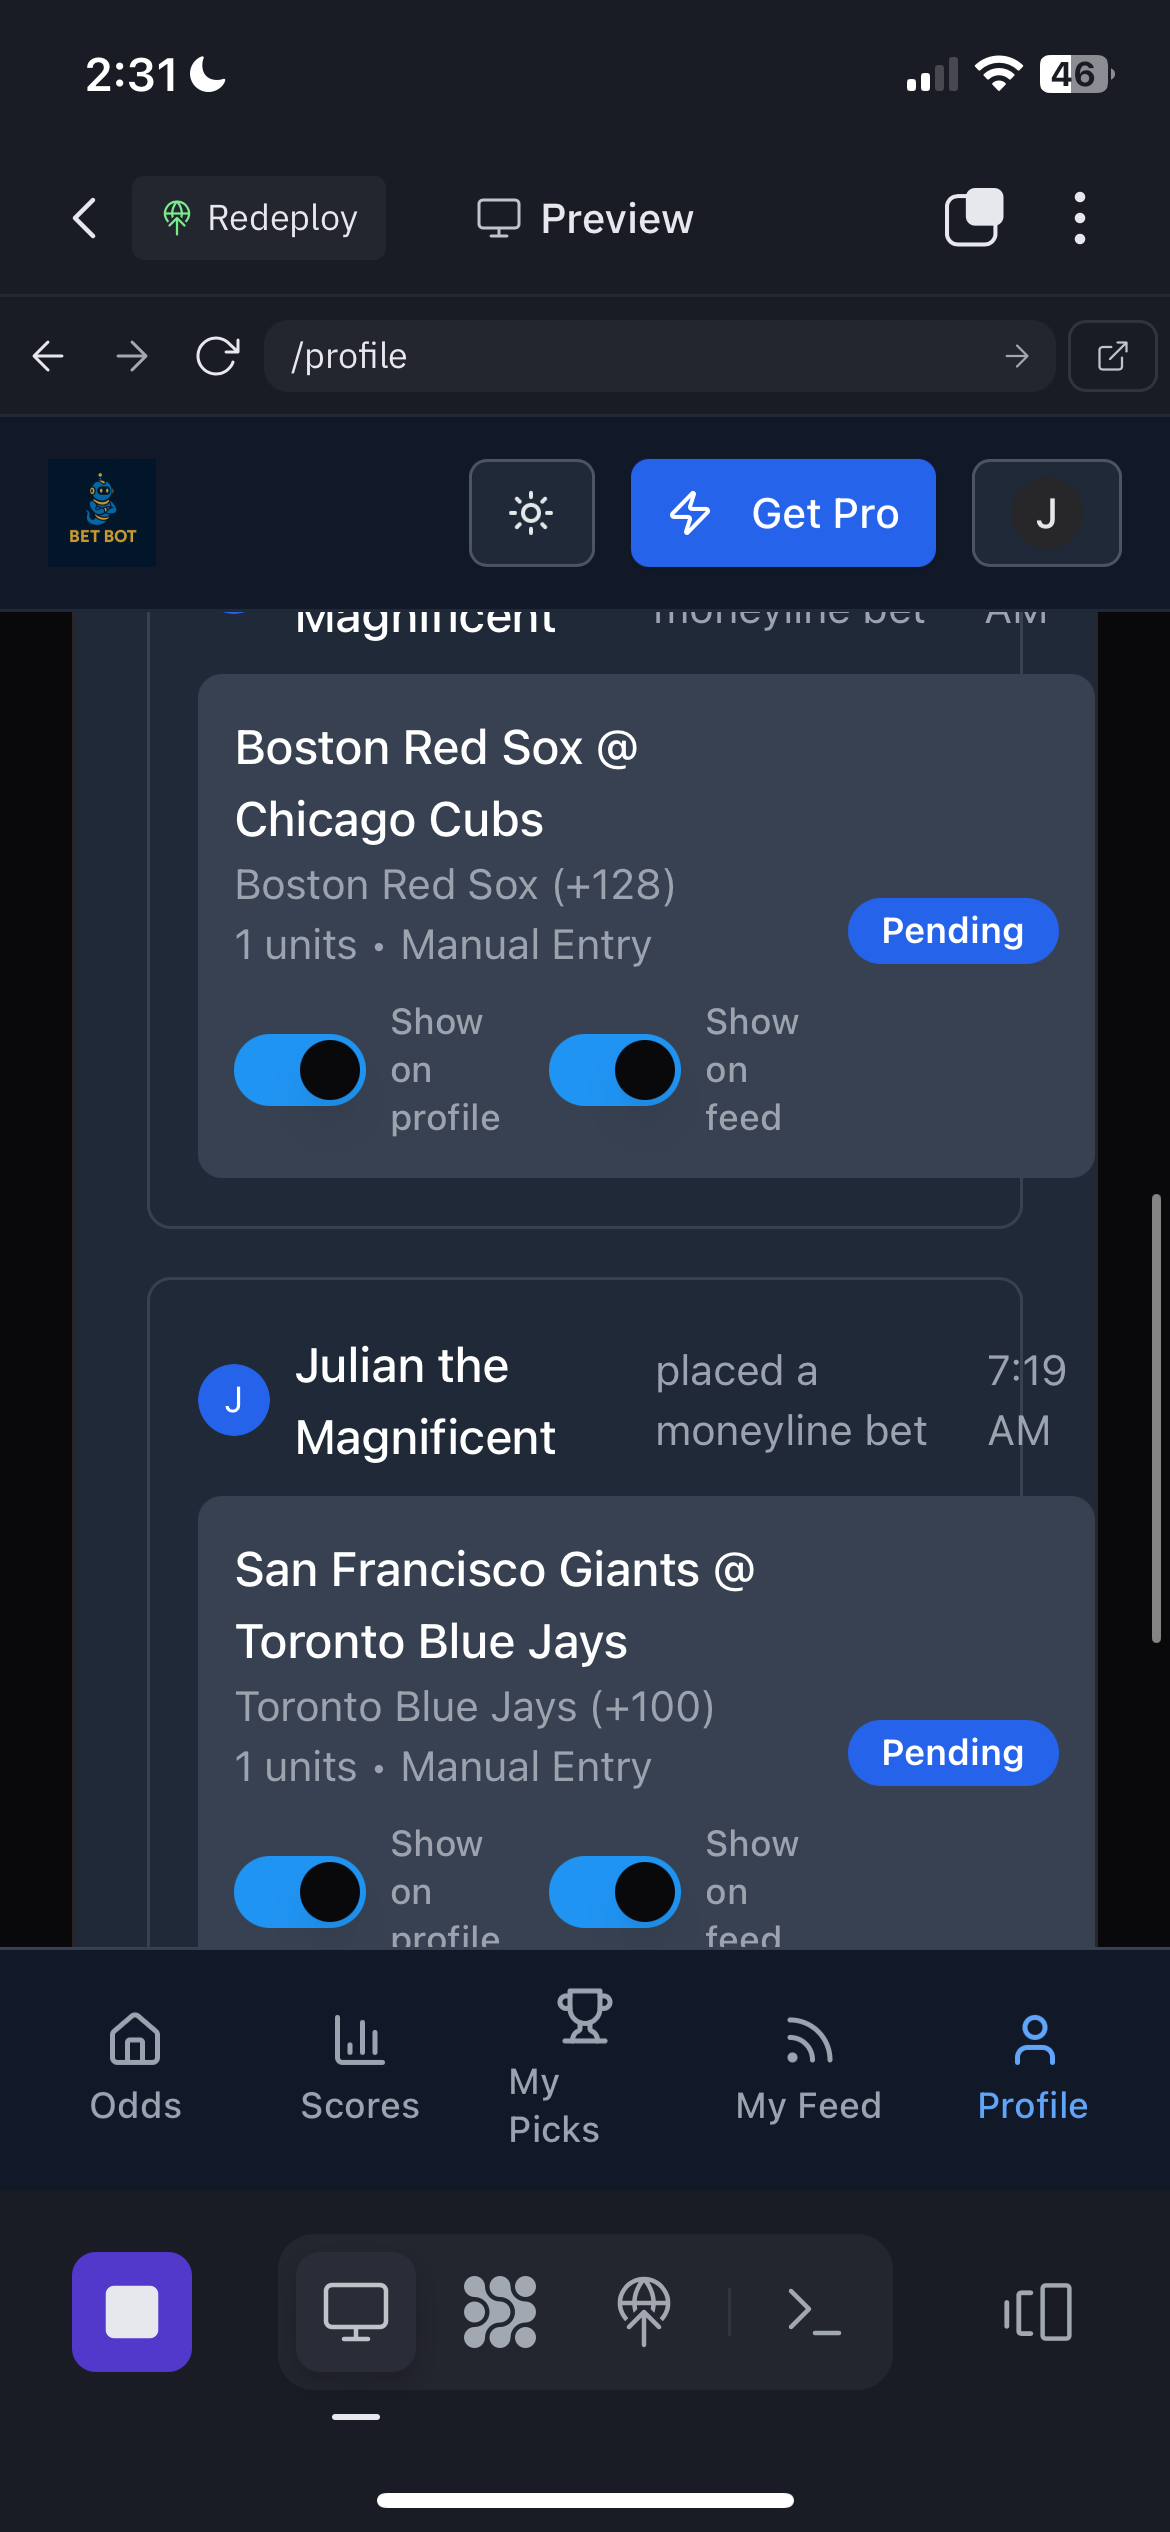 2:31
46
Redeploy
Preview
/profile
BET BOT
Get Pro
J
Magnificent
moneyline bet
AM
Boston Red Sox @
Chicago Cubs
Boston Red Sox (+128)
1 units • Manual Entry
Pending
Show
on
profile
Show
on
feed
J
Julian the
Magnificent
placed a
moneyline bet
7:19
AM
San Francisco Giants @
Toronto Blue Jays
Toronto Blue Jays (+100)
1 units • Manual Entry
Pending
Show
on
profile
Show
on
feed
Odds
Scores
My
Picks
My Feed
Profile